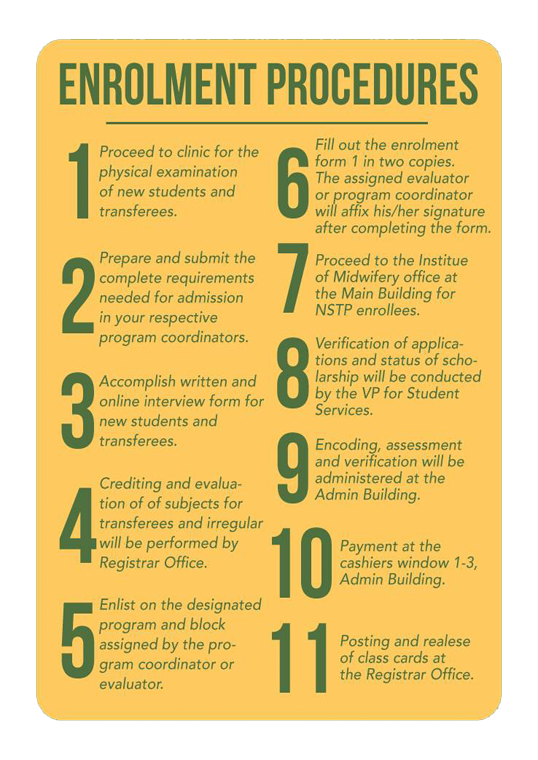 ENROLMENT PROCEDURES
1
Proceed to clinic for the
physical examination
of new students and
transferees.
2
Prepare and submit the
complete requirements
needed for admission
in your respective
program coordinators.
3
Accomplish written and
online interview form for
new students and
transferees.
4
Crediting and evalua-
tion of of subjects for
transferees and irregular
will be performed by
Registrar Office.
5
Enlist on the designated
program and block
assigned by the pro-
gram coordinator or
evaluator.
6
Fill out the enrolment
form 1 in two copies.
The assigned evaluator
or program coordinator
will affix his/her signature
after completing the form.
7
Proceed to the Institue
of Midwifery office at
the Main Building for
NSTP enrollees.
8
Verification of applica-
tions and status of scho-
larship will be conducted
by the VP for Student
Services.
9
Encoding, assessment
and verification will be
administered at the
Admin Building.
10
Payment at the
cashiers window 1-3,
Admin Building.
11
Posting and realese
of class cards at
the Registrar Office.